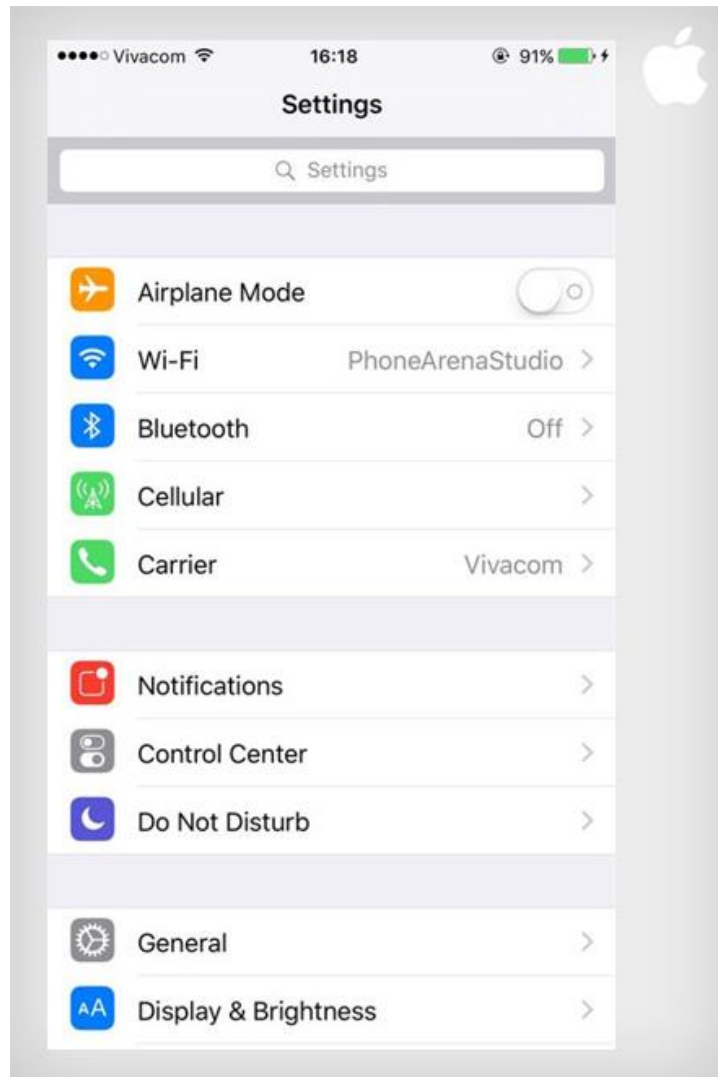 Vivacom 16:18 91%
Settings
Settings
Airplane Mode
Wi-Fi PhoneArenaStudio
Bluetooth Off
Cellular
Carrier Vivacom
Notifications
Control Center
Do Not Disturb
General
AA Display & Brightness